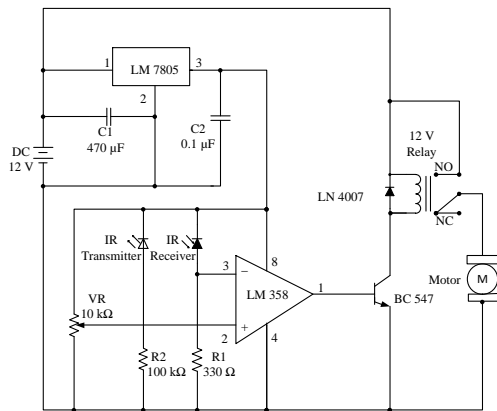 1
LM 7805
3
2
C1
470 µF
C2
0.1 µF
DC
12 V
12 V
Relay
NO
LN 4007
NC
IR
Transmitter
IR
Receiver
3
8
−
LM 358
1
BC 547
Motor
M
VR
10 kΩ
+
2
4
R2
100 kΩ
R1
330 Ω